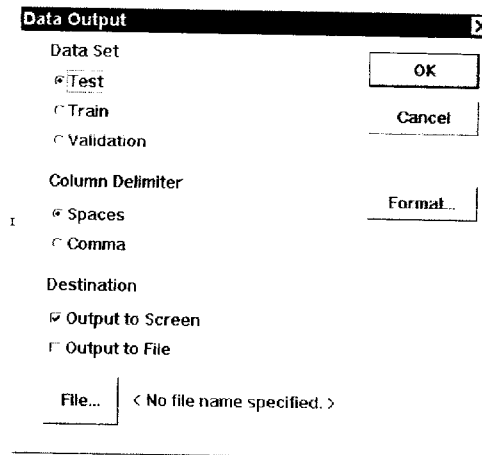 Data Output
Data Set
Test
OK
Train
Cancel
Validation
Column Delimiter
Format...
Spaces
Comma
Destination
Output to Screen
Output to File
File...
< No file name specified. >